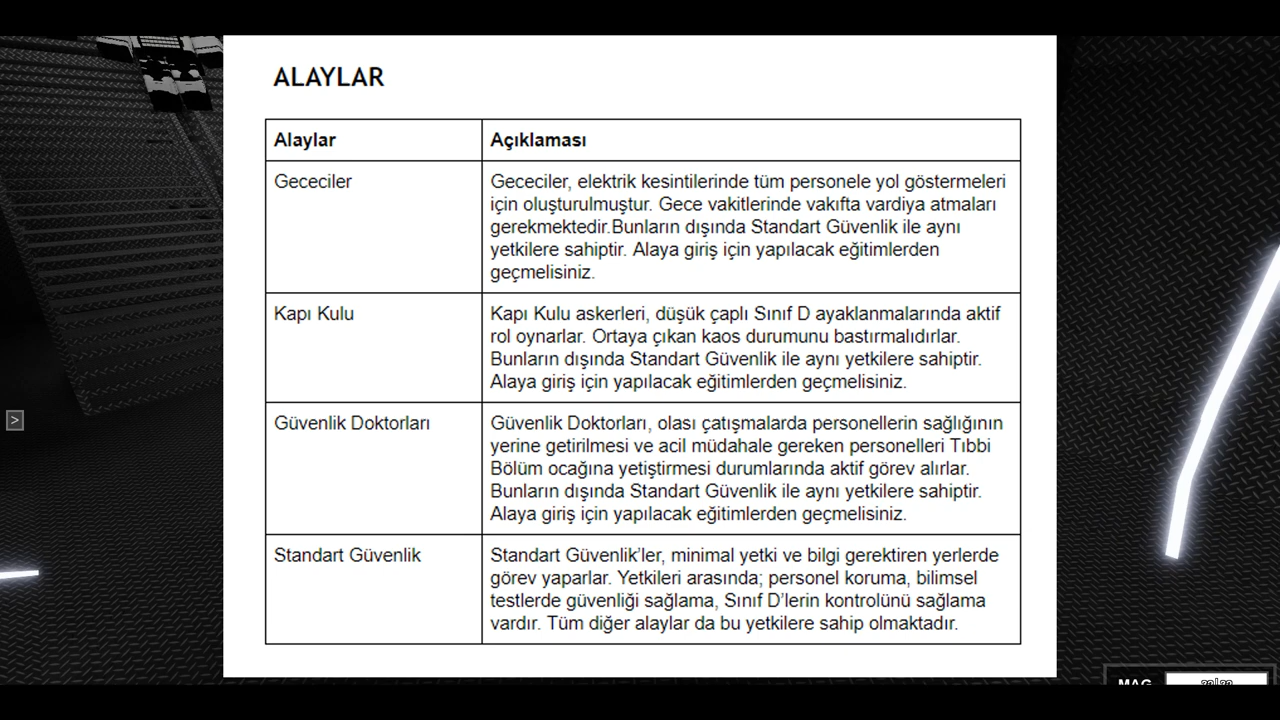 ALAYLAR
Alaylar
Açıklaması
Gececiler
Gececiler, elektrik kesintilerinde tüm personele yol göstermeleri
için oluşturulmuştur. Gece vakitlerinde vakıfta vardiya atmaları
gerekmektedir.Bunların dışında Standart Güvenlik ile aynı
yetkilere sahiptir. Alaya giriş için yapılacak eğitimlerden
geçmelisiniz.
Kapı Kulu
Kapı Kulu askerleri, düşük çaplı Sınıf D ayaklanmalarında aktif
rol oynarlar. Ortaya çıkan kaos durumunu bastırmalıdırlar.
Bunların dışında Standart Güvenlik ile aynı yetkilere sahiptir.
Alaya giriş için yapılacak eğitimlerden geçmelisiniz.
Güvenlik Doktorları
Güvenlik Doktorları, olası çatışmalarda personellerin sağlığının
yerine getirilmesi ve acil müdahale gereken personelleri Tıbbi
Bölüm ocağına yetiştirmesi durumlarında aktif görev alırlar.
Bunların dışında Standart Güvenlik ile aynı yetkilere sahiptir.
Alaya giriş için yapılacak eğitimlerden geçmelisiniz.
Standart Güvenlik
Standart Güvenlik’ler, minimal yetki ve bilgi gerektiren yerlerde
görev yaparlar. Yetkileri arasında; personel koruma, bilimsel
testlerde güvenliği sağlama, Sınıf D’lerin kontrolünü sağlama
vardır. Tüm diğer alaylar da bu yetkilere sahip olmaktadır.
>
MAG